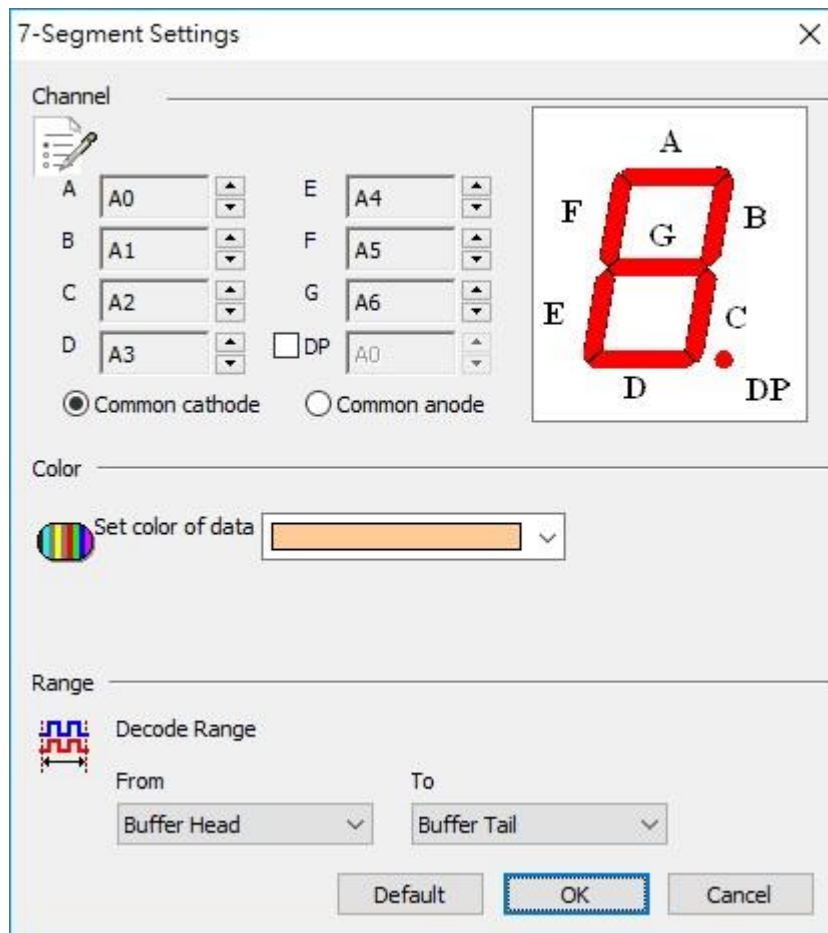 7-Segment Settings
Channel
A A0 E A4
B A1 F A5
C A2 G A6
D A3 DP A0
Common cathode Common anode
A
F B
G
E C
D DP
Color
Set color of data
Range
Decode Range
From To
Buffer Head Buffer Tail
Default OK Cancel